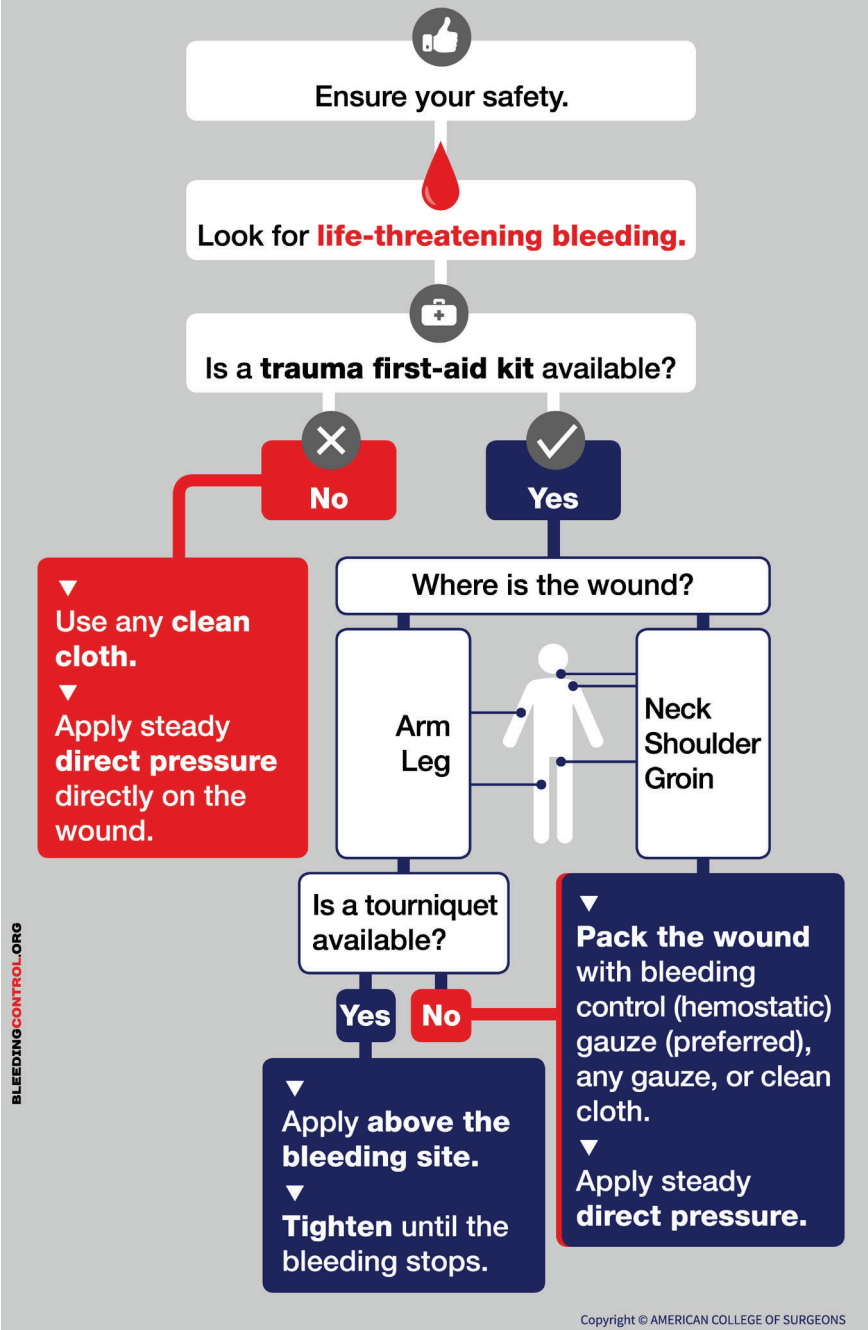 Ensure your safety.
Look for life-threatening bleeding.
Is a trauma first-aid kit available?
No
Yes
▼
Use any clean
cloth.
▼
Apply steady
direct pressure
directly on the
wound.
Where is the wound?
Arm
Leg
Neck
Shoulder
Groin
Is a tourniquet
available?
Yes
No
▼
Apply above the
bleeding site.
▼
Tighten until the
bleeding stops.
▼
Pack the wound
with bleeding
control (hemostatic)
gauze (preferred),
any gauze, or clean
cloth.
▼
Apply steady
direct pressure.
BLEEDINGCONTROL.ORG
Copyright © AMERICAN COLLEGE OF SURGEONS